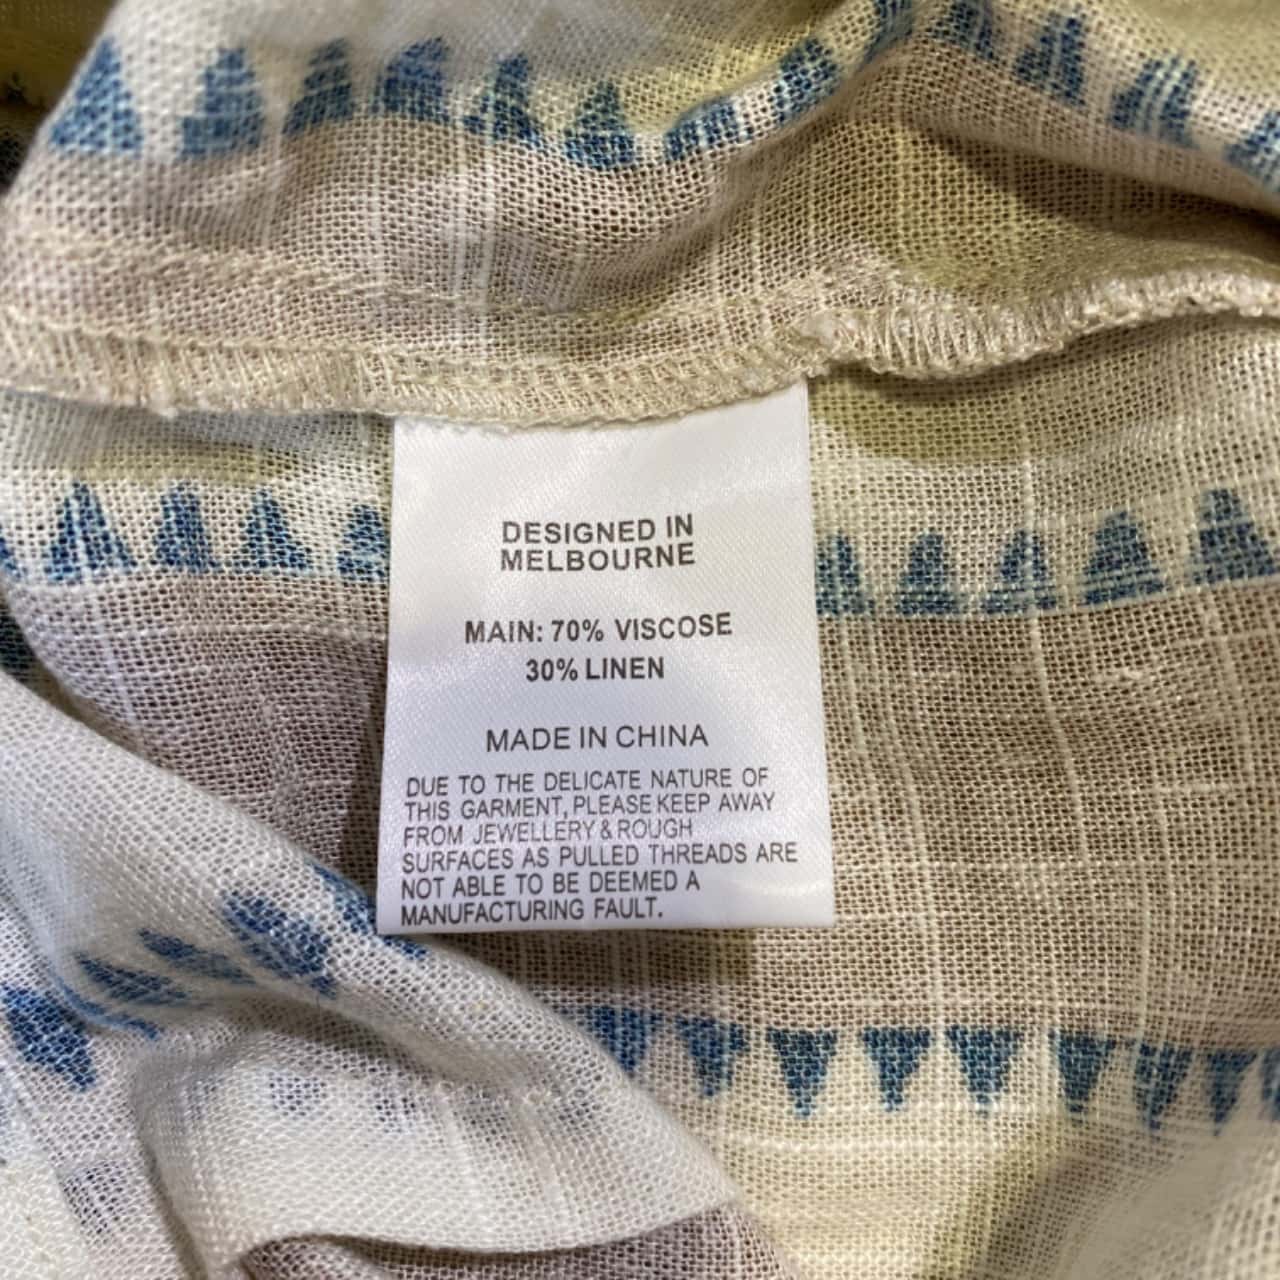 DESIGNED IN
MELBOURNE
MAIN: 70% VISCOSE
30% LINEN
MADE IN CHINA
DUE TO THE DELICATE NATURE OF
THIS GARMENT, PLEASE KEEP AWAY
FROM JEWELLERY & ROUGH
SURFACES AS PULLED THREADS ARE
NOT ABLE TO BE DEEMED A
MANUFACTURING FAULT.